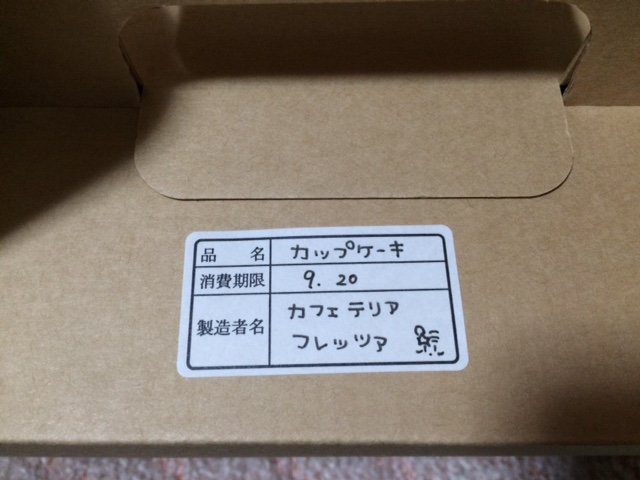 品 名 カップケーキ
消費期限 9.20
製造者名 カフェテリア
フレッツァ